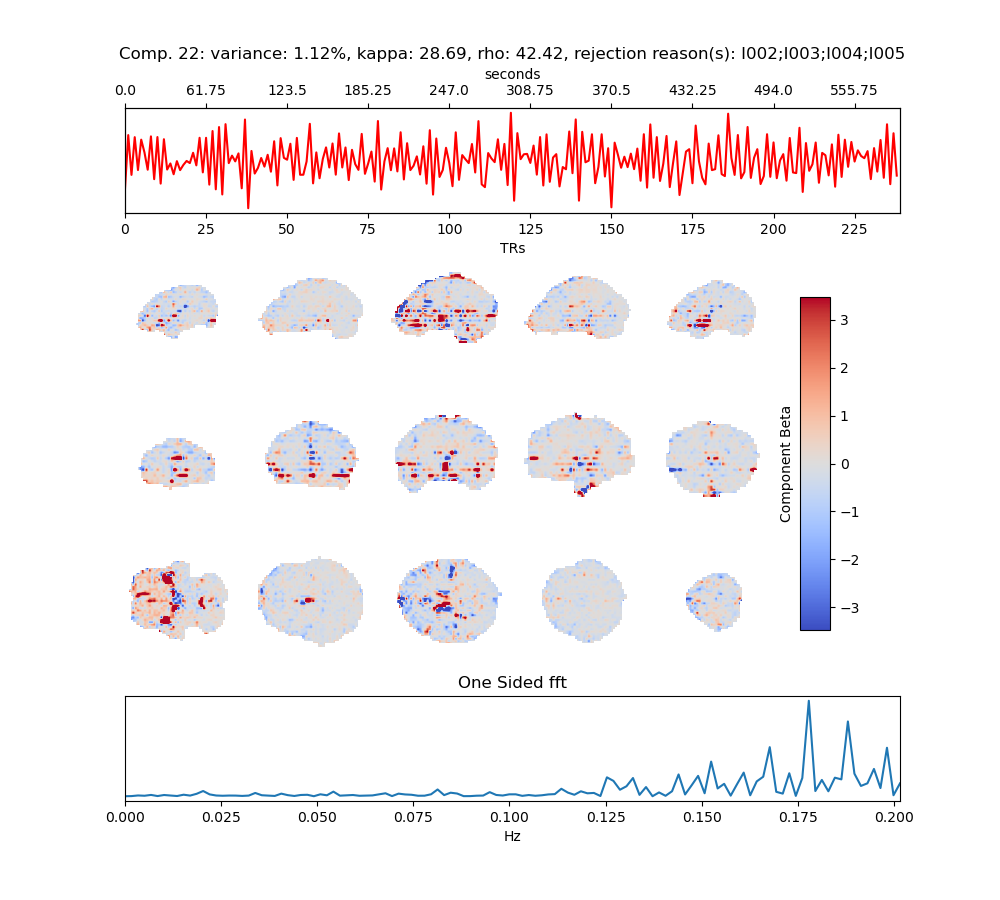 Comp. 22: variance: 1.12%, kappa: 28.69, rho: 42.42, rejection reason(s): I002;I003;I004;I005
seconds
0.0 61.75 123.5 185.25 247.0 308.75 370.5 432.25 494.0 555.75
0 25 50 75 100 125 150 175 200 225
TRs
3
2
1
0
−1
−2
−3
Component Beta
One Sided fft
0.000 0.025 0.050 0.075 0.100 0.125 0.150 0.175 0.200
Hz